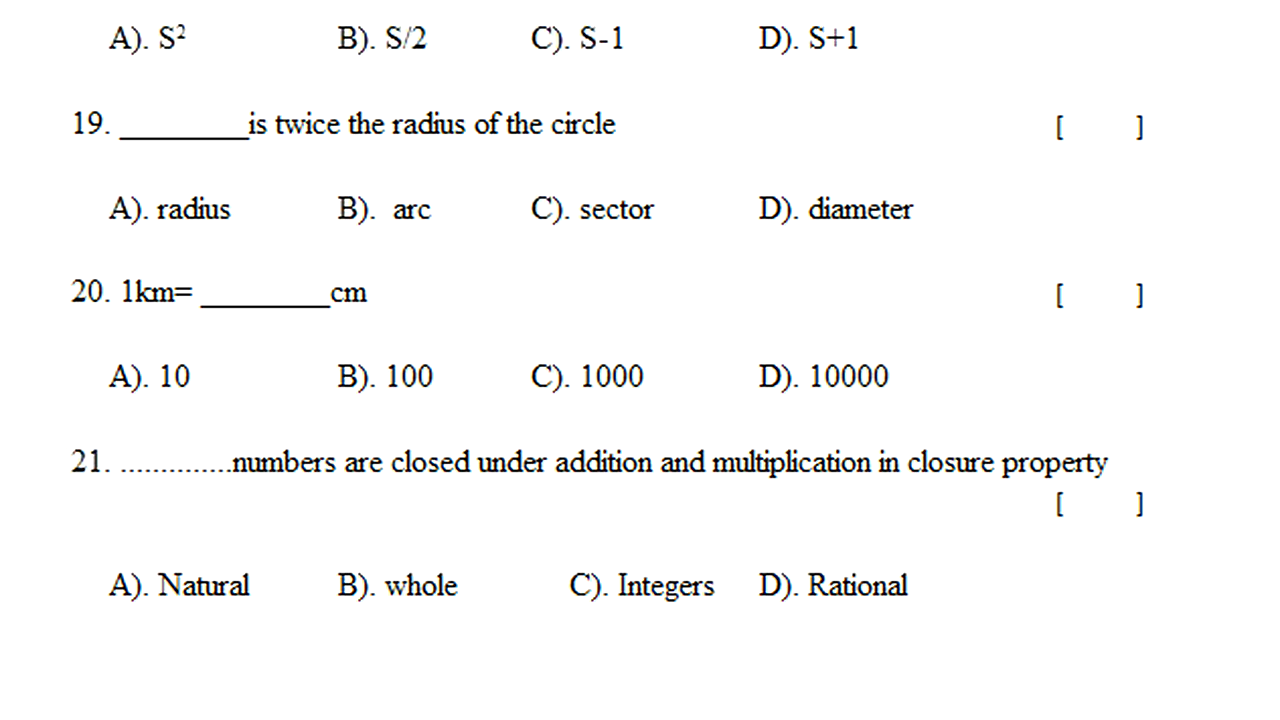 A). S² B). S/2 C). S-1 D). S+1
19. ________is twice the radius of the circle [ ]
A). radius B). arc C). sector D). diameter
20. 1km= ________cm [ ]
A). 10 B). 100 C). 1000 D). 10000
21. ..............numbers are closed under addition and multiplication in closure property
[ ]
A). Natural B). whole C). Integers D). Rational